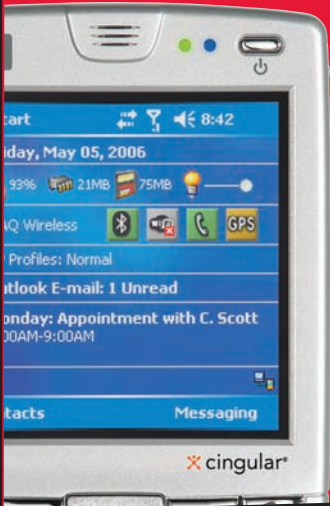 tart 8:42
iday, May 05, 2006
93% 21MB 75MB
AQ Wireless GPS
Profiles: Normal
utlook E-mail: 1 Unread
onday: Appointment with C. Scott
00AM-9:00AM
tacts Messaging
cingular